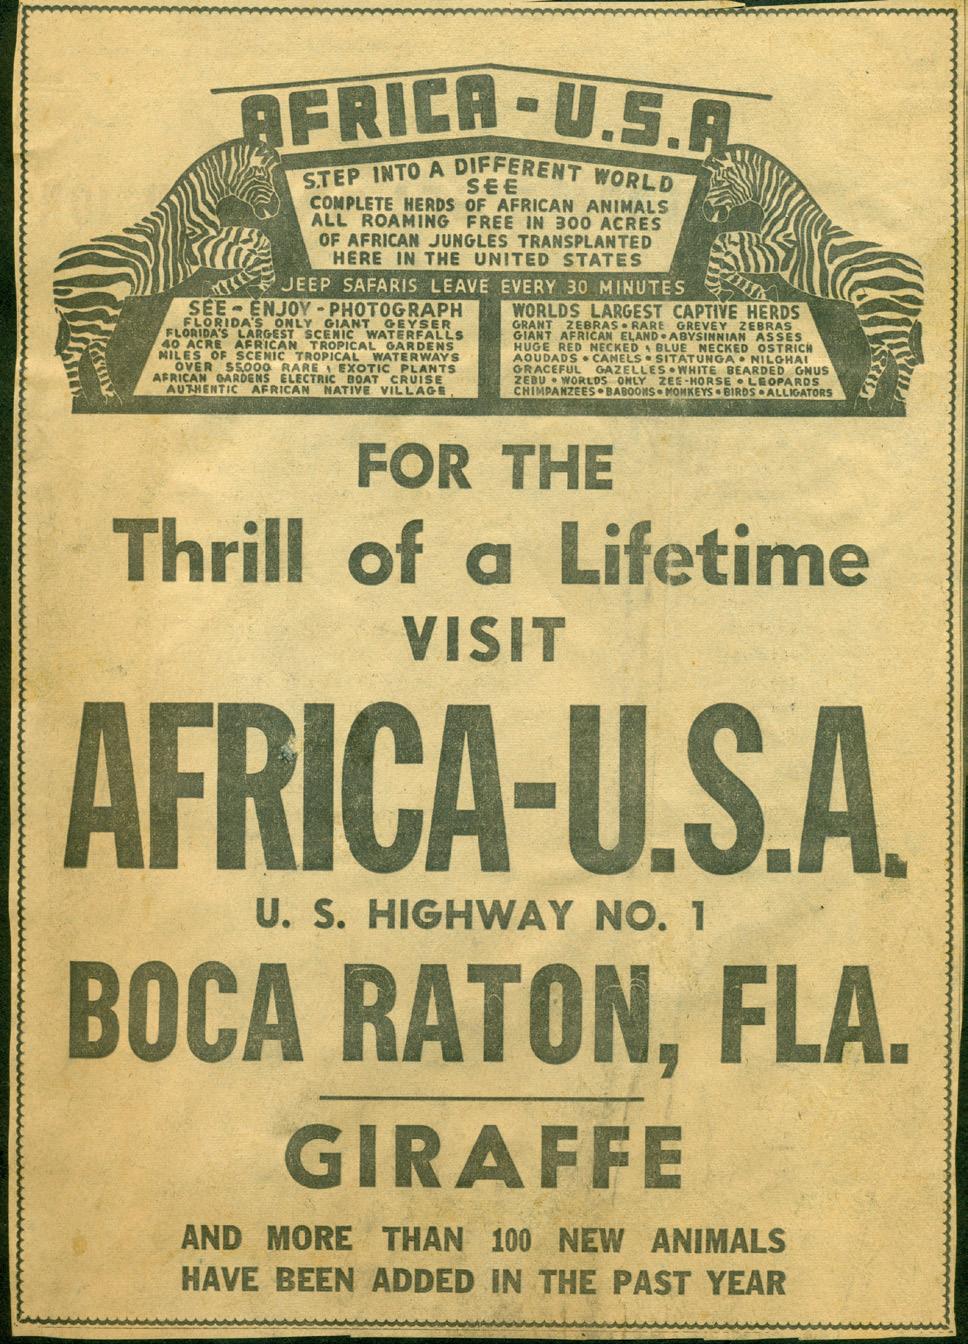 AFRICA-U.S.A
STEP INTO A DIFFERENT WORLD
SEE
COMPLETE HERDS OF AFRICAN ANIMALS
ALL ROAMING FREE IN 300 ACRES
OF AFRICAN JUNGLES TRANSPLANTED
HERE IN THE UNITED STATES
JEEP SAFARIS LEAVE EVERY 30 MINUTES
SEE - ENJOY - PHOTOGRAPH
FLORIDA'S ONLY GIANT GEYSER
FLORIDA'S LARGEST SCENIC WATERFALLS
40 ACRE AFRICAN TROPICAL GARDENS
MILES OF SCENIC TROPICAL WATERWAYS
OVER 55000 RARE & EXOTIC PLANTS
AFRICAN GARDENS ELECTRIC BOAT CRUISE
AUTHENTIC AFRICAN NATIVE VILLAGE
WORLDS LARGEST CAPTIVE HERDS
GRANT ZEBRAS • RARE GREVEY ZEBRAS
GIANT AFRICAN ELAND • ABYSINNIAN ASSES
HUGE RED NECKED & BLUE NECKED OSTRICH
AOUDADS • CAMELS • SITATUNGA • NILGHAI
GRACEFUL GAZELLES • WHITE BEARDED GNUS
ZEBU • WORLDS ONLY ZEE-HORSE • LEOPARDS
CHIMPANZEES • BABOONS • MONKEYS • BIRDS • ALLIGATORS
FOR THE
Thrill of a Lifetime
VISIT
AFRICA-U.S.A.
U. S. HIGHWAY NO. 1
BOCA RATON, FLA.
GIRAFFE
AND MORE THAN 100 NEW ANIMALS
HAVE BEEN ADDED IN THE PAST YEAR